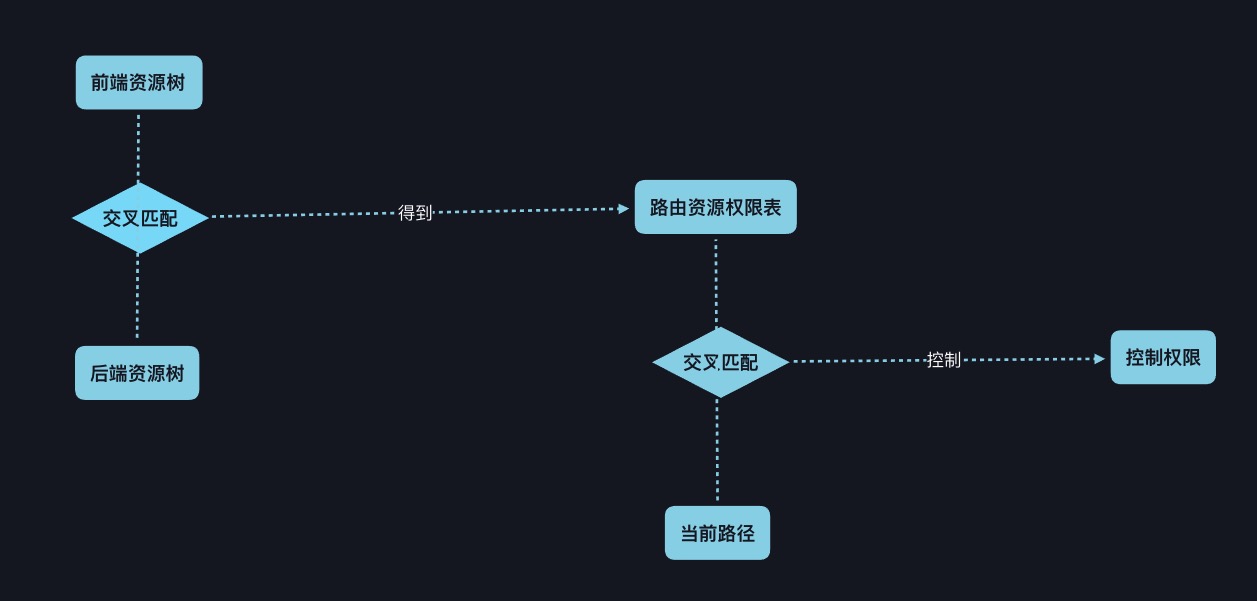 前端资源树
交叉匹配
得到
路由资源权限表
后端资源树
交叉匹配
控制
控制权限
当前路径